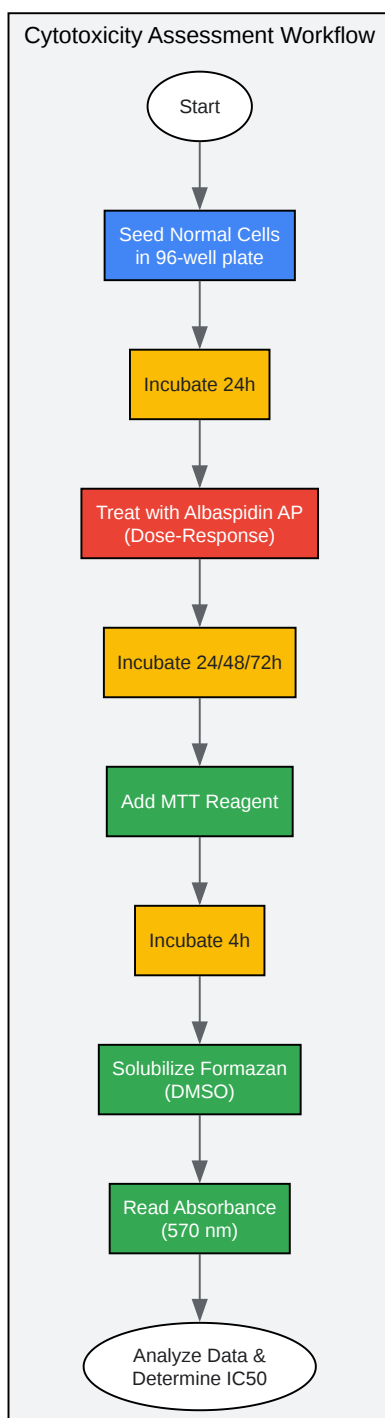 Cytotoxicity Assessment Workflow
Start
Seed Normal Cells
in 96-well plate
Incubate 24h
Treat with Albaspidin AP
(Dose-Response)
Incubate 24/48/72h
Add MTT Reagent
Incubate 4h
Solubilize Formazan
(DMSO)
Read Absorbance
(570 nm)
Analyze Data &
Determine IC50